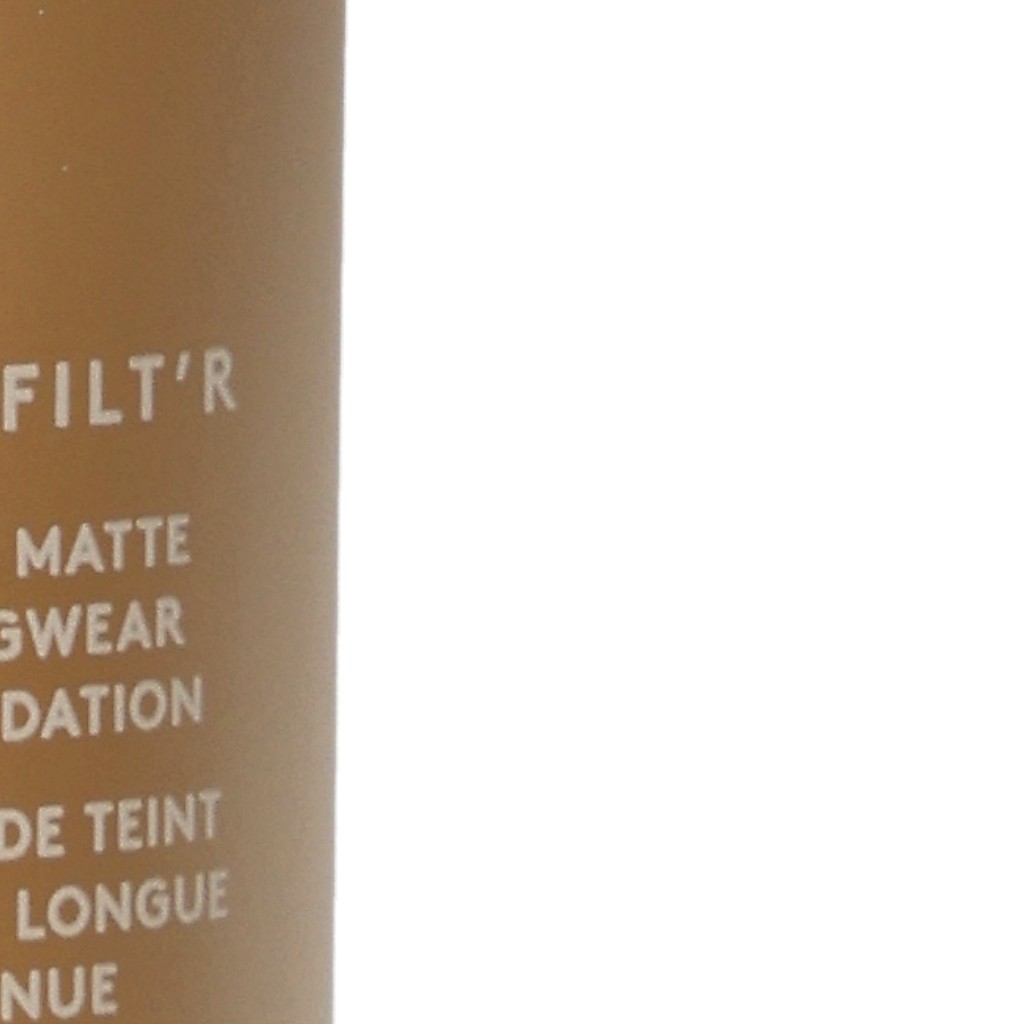 FILT'R
MATTE
GWEAR
DATION
DE TEINT
LONGUE
NUE